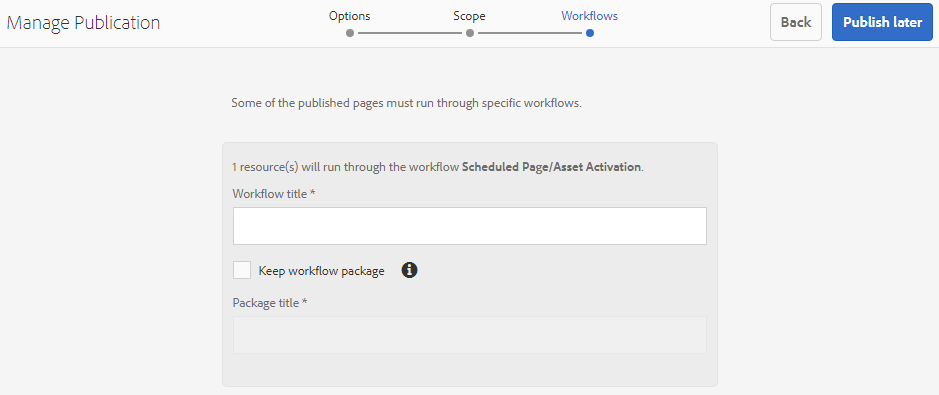 Manage Publication
Options
Scope
Workflows
Back
Publish later
Some of the published pages must run through specific workflows.
1 resource(s) will run through the workflow Scheduled Page/Asset Activation.
Workflow title *
Keep workflow package
Package title *